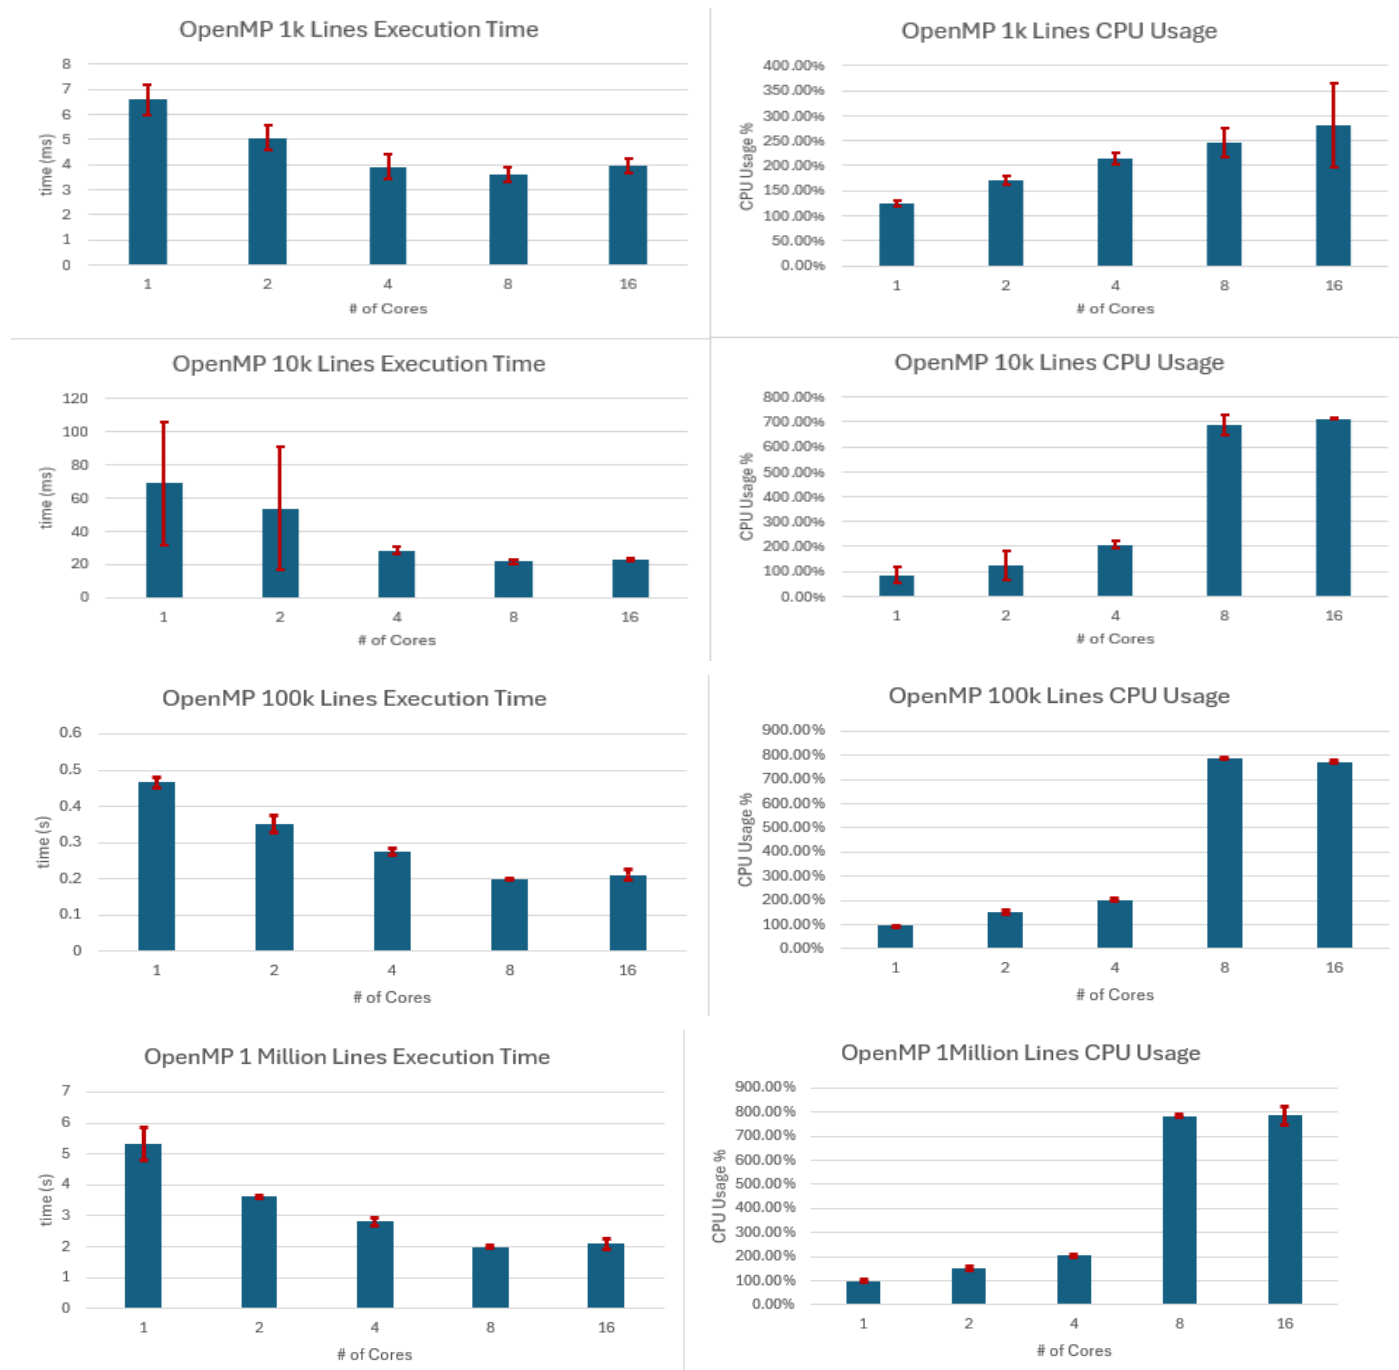 OpenMP 1k Lines Execution Time
8
7
6
5
4
3
2
1
0
time (ms)
1 2 4 8 16
# of Cores
OpenMP 1k Lines CPU Usage
400.00%
350.00%
300.00%
250.00%
200.00%
150.00%
100.00%
50.00%
0.00%
CPU Usage %
1 2 4 8 16
# of Cores
OpenMP 10k Lines Execution Time
120
100
80
60
40
20
0
time (ms)
1 2 4 8 16
# of Cores
OpenMP 10k Lines CPU Usage
800.00%
700.00%
600.00%
500.00%
400.00%
300.00%
200.00%
100.00%
0.00%
CPU Usage %
1 2 4 8 16
# of Cores
OpenMP 100k Lines Execution Time
0.6
0.5
0.4
0.3
0.2
0.1
0
time (s)
1 2 4 8 16
# of Cores
OpenMP 100k Lines CPU Usage
900.00%
800.00%
700.00%
600.00%
500.00%
400.00%
300.00%
200.00%
100.00%
0.00%
CPU Usage %
1 2 4 8 16
# of Cores
OpenMP 1 Million Lines Execution Time
7
6
5
4
3
2
1
0
time (s)
1 2 4 8 16
# of Cores
OpenMP 1Million Lines CPU Usage
900.00%
800.00%
700.00%
600.00%
500.00%
400.00%
300.00%
200.00%
100.00%
0.00%
CPU Usage %
1 2 4 8 16
# of Cores